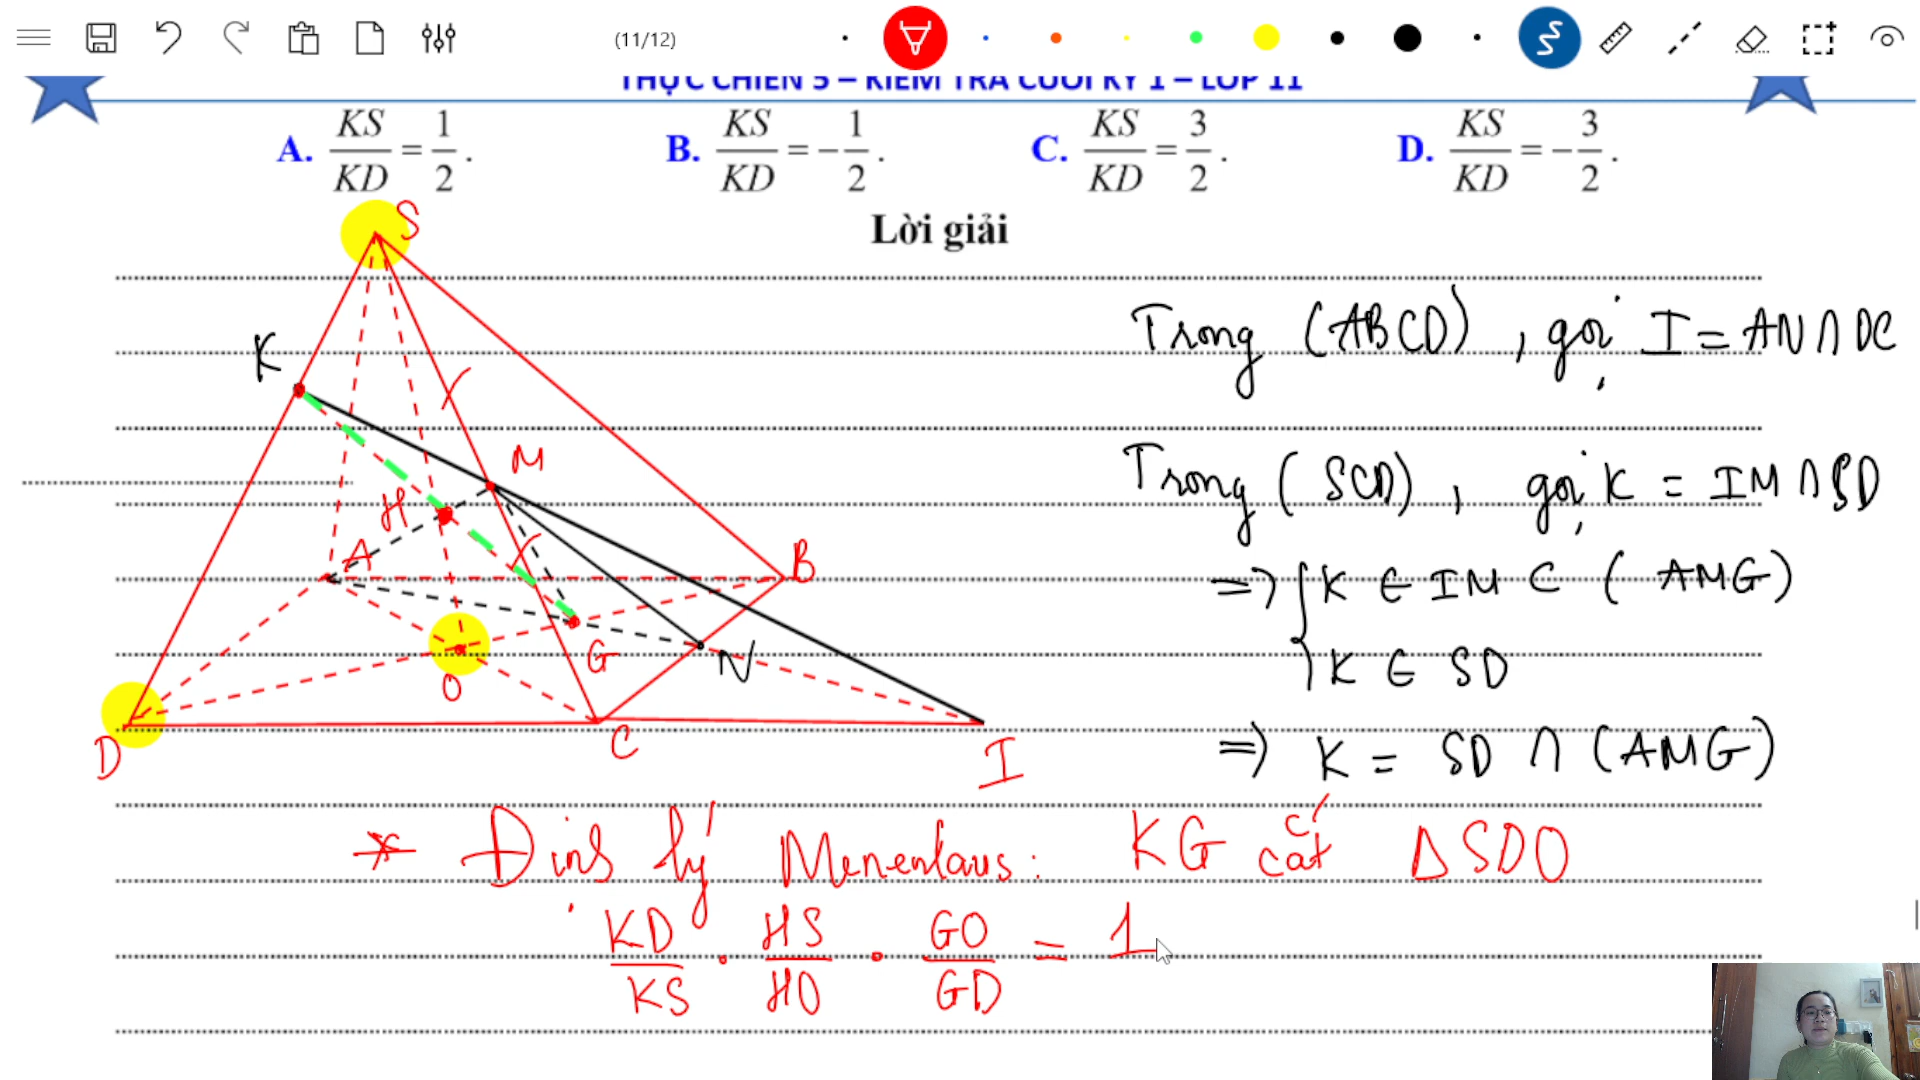 (11/12)
THỰC CHIẾN 5 – KIỂM TRA CUỐI KỲ 1 – LỚP 11
A. KS/KD = 1/2. B. KS/KD = -1/2. C. KS/KD = 3/2. D. KS/KD = -3/2.
Lời giải
S
K
M
H
A
B
G
N
O
D
C
I
Trong (ABCD), gọi I = AN ∩ DC
Trong (SCD), gọi K = IM ∩ SD
=> { K ∈ IM ⊂ (AMG)
K ∈ SD
=> K = SD ∩ (AMG)
* Định lý Menenlaus: KG cắt Δ SDO
KD/KS . HS/HO . GO/GD = 1